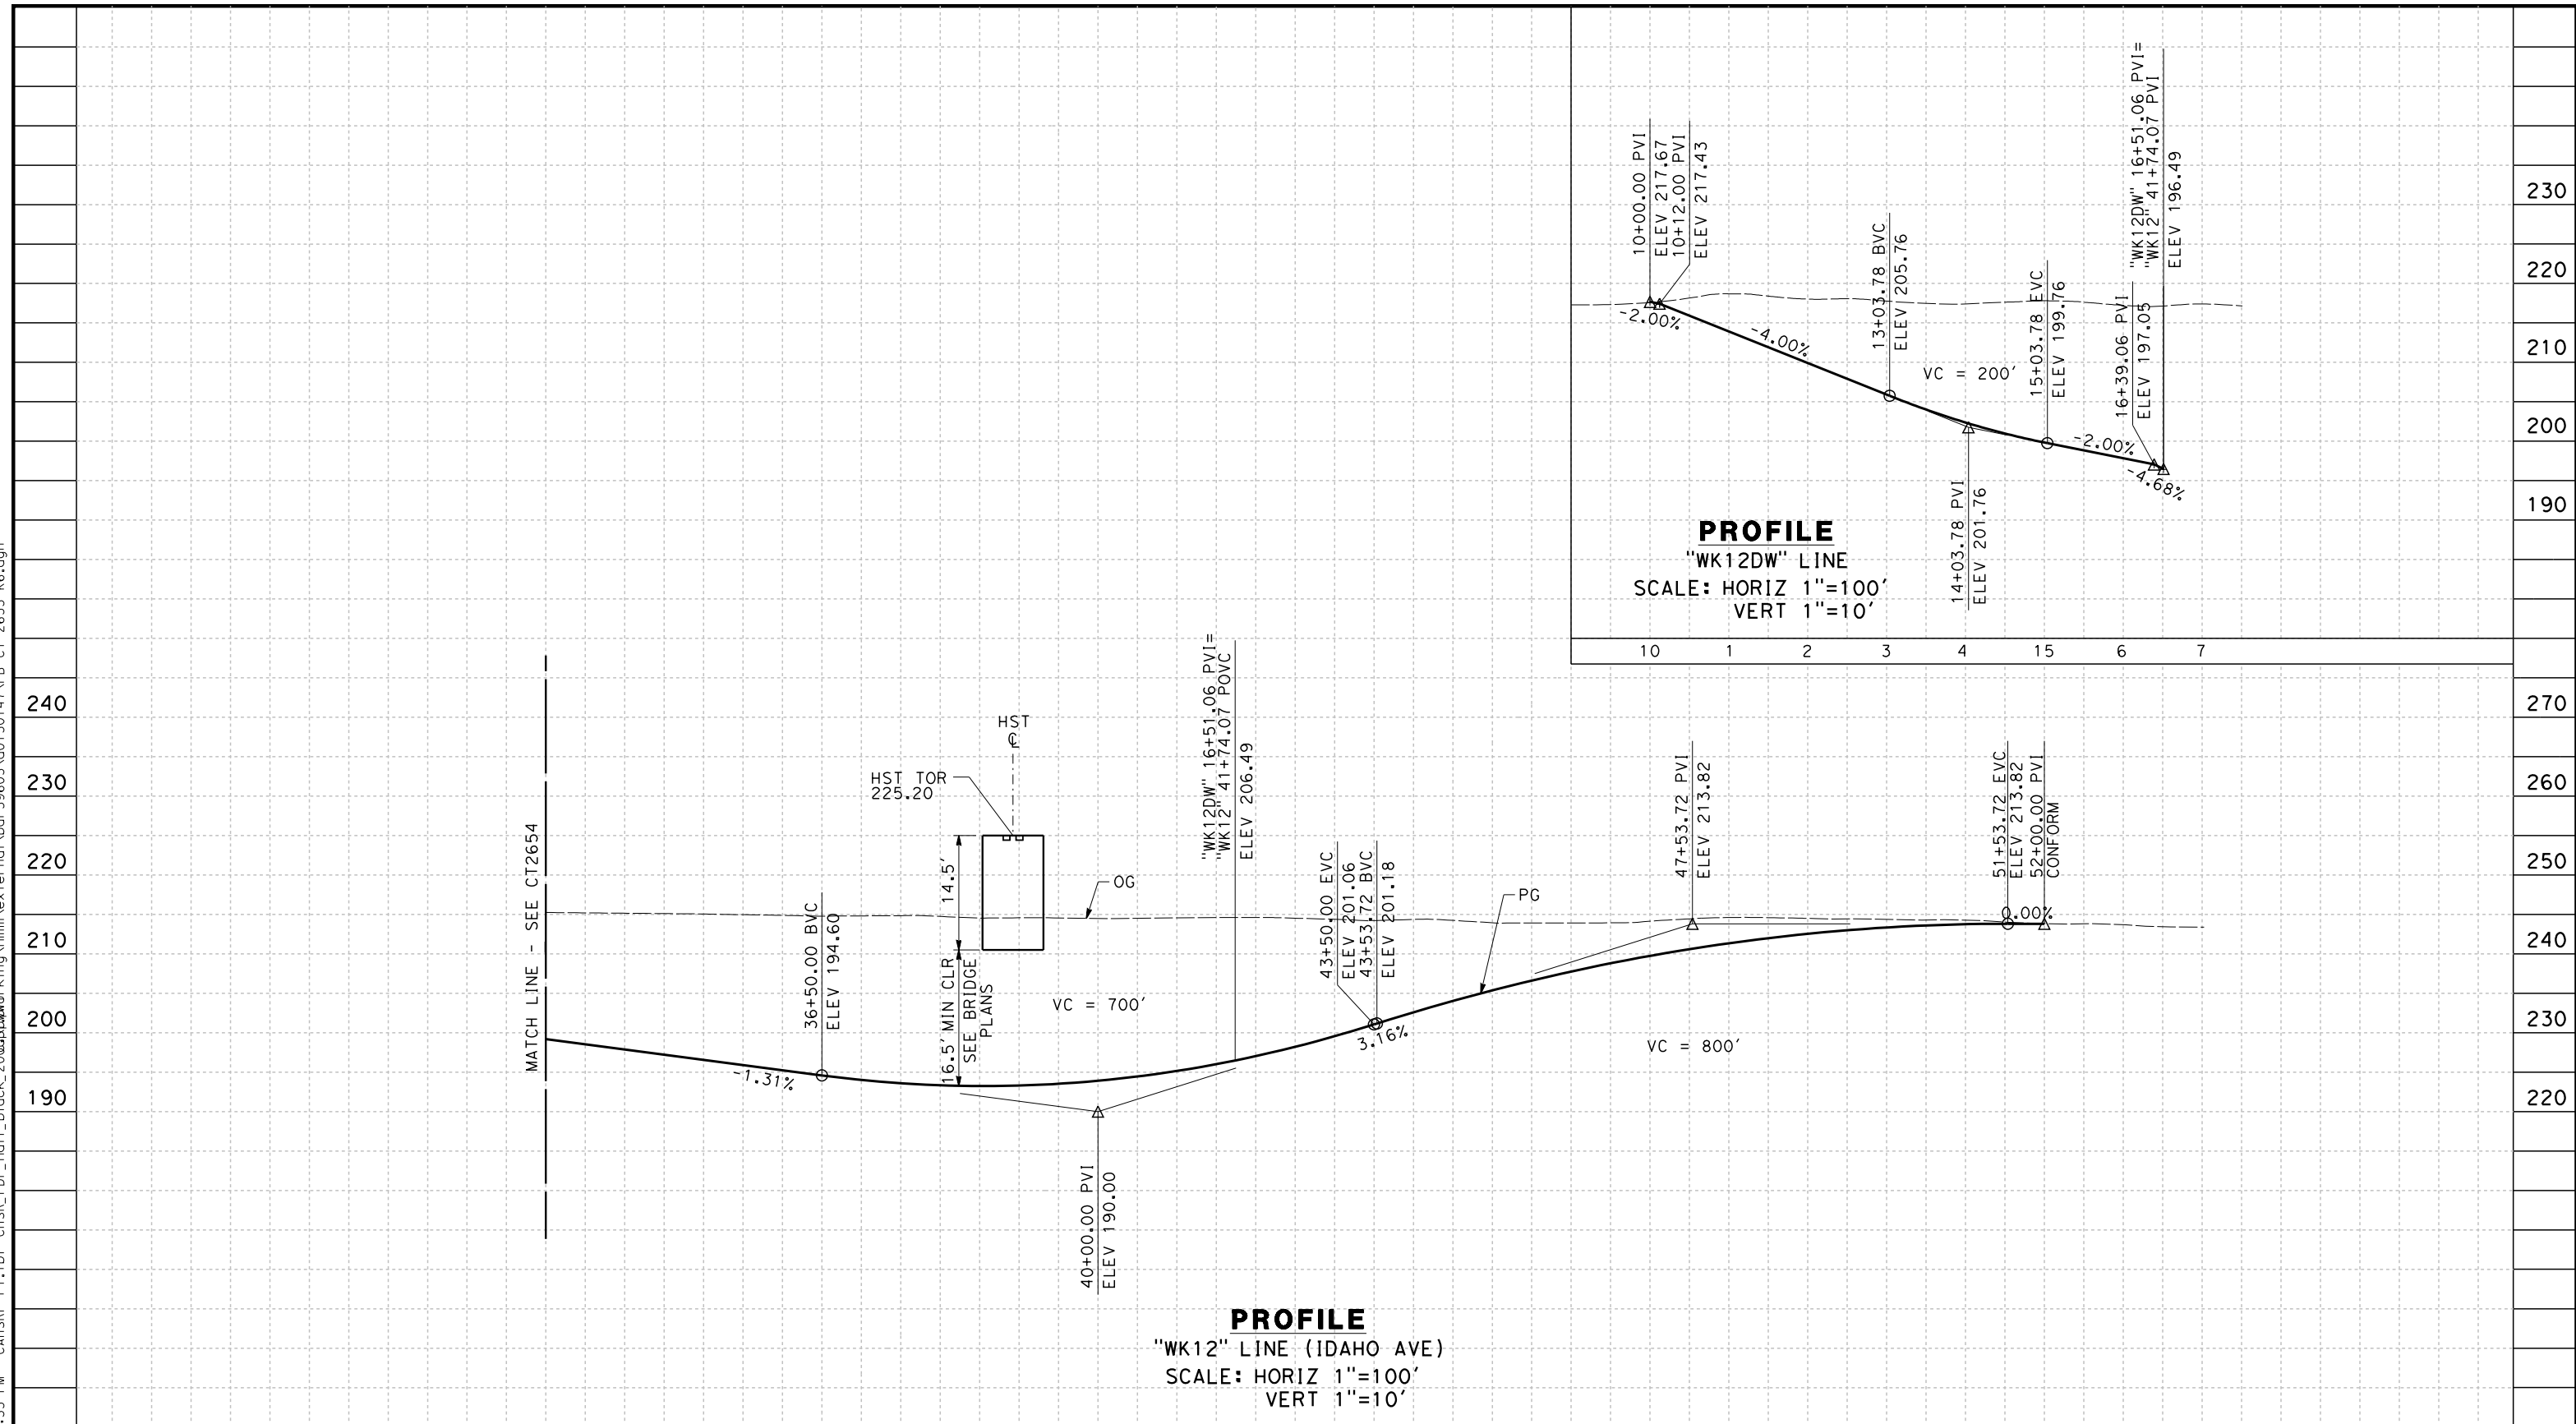 10+00.00 PVI
ELEV 217.67
10+12.00 PVI
ELEV 217.43
13+03.78 BVC
ELEV 205.76
15+03.78 EVC
ELEV 199.76
16+39.06 PVI
ELEV 197.05
"WK12DW" 16+51.06 PVI=
"WK12" 41+74.07 PVI
ELEV 196.49
-2.00%
-4.00%
VC = 200'
-2.00%
-4.68%
14+03.78 PVI
ELEV 201.76
230
220
210
200
190
PROFILE
"WK12DW" LINE
SCALE: HORIZ 1"=100'
VERT 1"=10'
10 1 2 3 4 15 6 7
240
230
220
210
200
190
MATCH LINE - SEE CT2654
-1.31%
36+50.00 BVC
ELEV 194.60
HST TOR
225.20
HST
℄
14.5'
16.5' MIN CLR
SEE BRIDGE
PLANS
VC = 700'
OG
40+00.00 PVI
ELEV 190.00
"WK12DW" 16+51.06 PVI=
"WK12" 41+74.07 POVC
ELEV 206.49
43+50.00 EVC
ELEV 201.06
43+53.72 BVC
ELEV 201.18
3.16%
PG
VC = 800'
47+53.72 PVI
ELEV 213.82
51+53.72 EVC
ELEV 213.82
52+00.00 PVI
CONFORM
0.00%
270
260
250
240
230
220
PROFILE
"WK12" LINE (IDAHO AVE)
SCALE: HORIZ 1"=100'
VERT 1"=10'